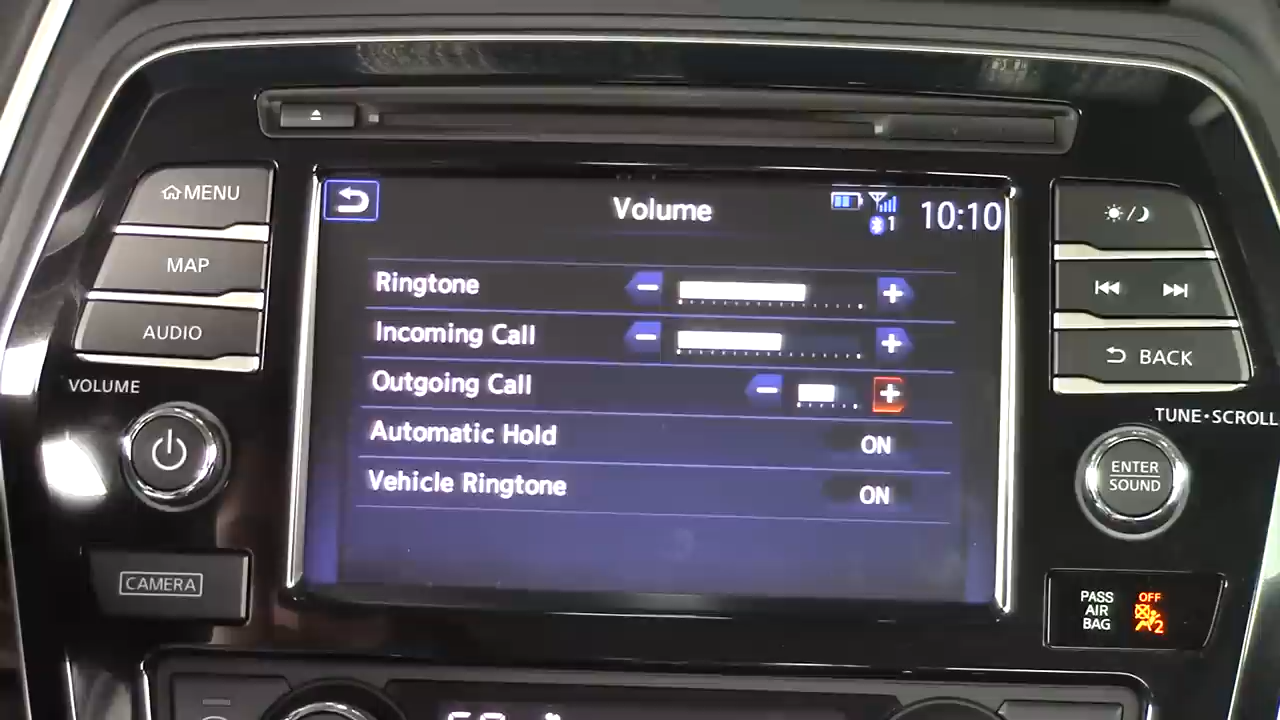 MENU
MAP
AUDIO
VOLUME
CAMERA
Volume
1
10:10
Ringtone
Incoming Call
Outgoing Call
Automatic Hold
ON
Vehicle Ringtone
ON
BACK
TUNE•SCROLL
ENTER
SOUND
PASS
AIR
BAG
OFF
2